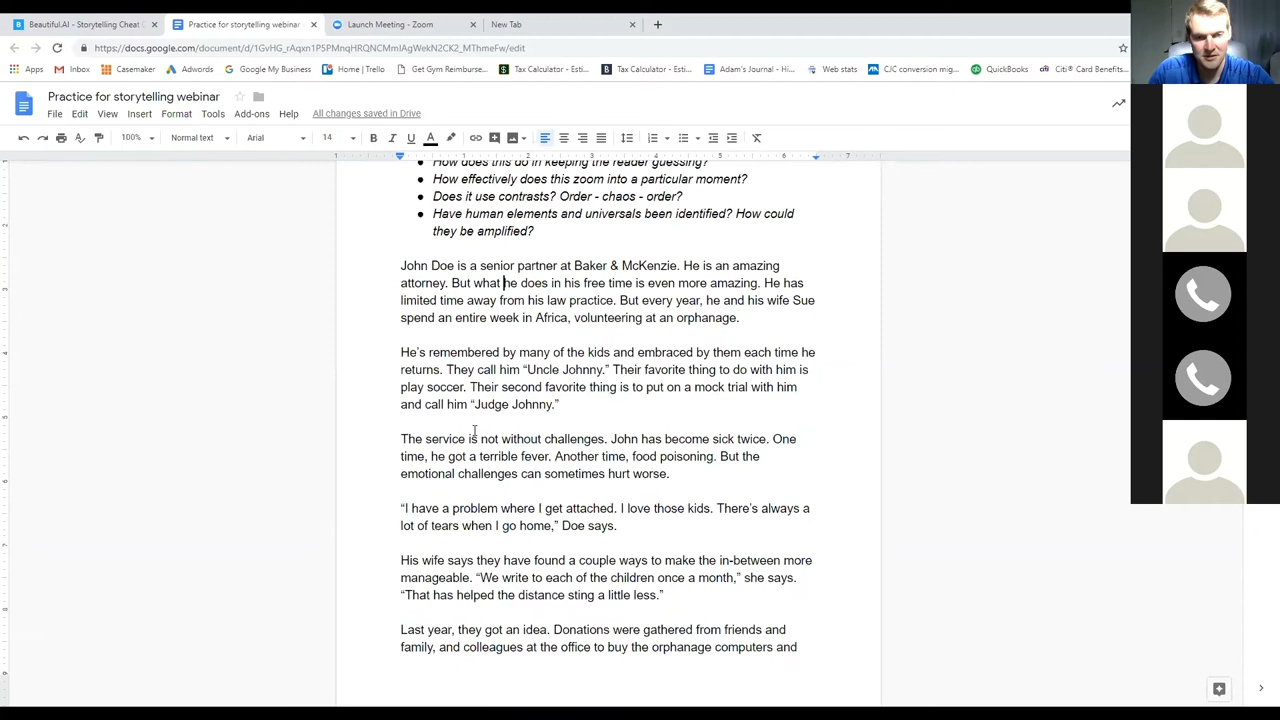 Beautiful.AI - Storytelling Cheat
Practice for storytelling webinar
Launch Meeting - Zoom
New Tab
https://docs.google.com/document/d/1GvHG_rAqxn1P5PMnqHRQNCMmIAgWekN2CK2_MThmeFw/edit
Apps
Inbox
Casemaker
Adwords
Google My Business
Home | Trello
Get Gym Reimburse...
Tax Calculator - Esti...
Tax Calculator - Esti...
Adam's Journal - Hi...
Web stats
CJC conversion mig...
QuickBooks
Citi® Card Benefits...
Practice for storytelling webinar
File Edit View Insert Format Tools Add-ons Help All changes saved in Drive
100% Normal text Arial 14 B I U A
1 1 2 3 4 5 6 7
How does this do in keeping the reader guessing?
● How effectively does this zoom into a particular moment?
● Does it use contrasts? Order - chaos - order?
● Have human elements and universals been identified? How could
they be amplified?
John Doe is a senior partner at Baker & McKenzie. He is an amazing
attorney. But what he does in his free time is even more amazing. He has
limited time away from his law practice. But every year, he and his wife Sue
spend an entire week in Africa, volunteering at an orphanage.
He's remembered by many of the kids and embraced by them each time he
returns. They call him “Uncle Johnny.” Their favorite thing to do with him is
play soccer. Their second favorite thing is to put on a mock trial with him
and call him “Judge Johnny.”
The service is not without challenges. John has become sick twice. One
time, he got a terrible fever. Another time, food poisoning. But the
emotional challenges can sometimes hurt worse.
“I have a problem where I get attached. I love those kids. There's always a
lot of tears when I go home,” Doe says.
His wife says they have found a couple ways to make the in-between more
manageable. “We write to each of the children once a month,” she says.
“That has helped the distance sting a little less.”
Last year, they got an idea. Donations were gathered from friends and
family, and colleagues at the office to buy the orphanage computers and